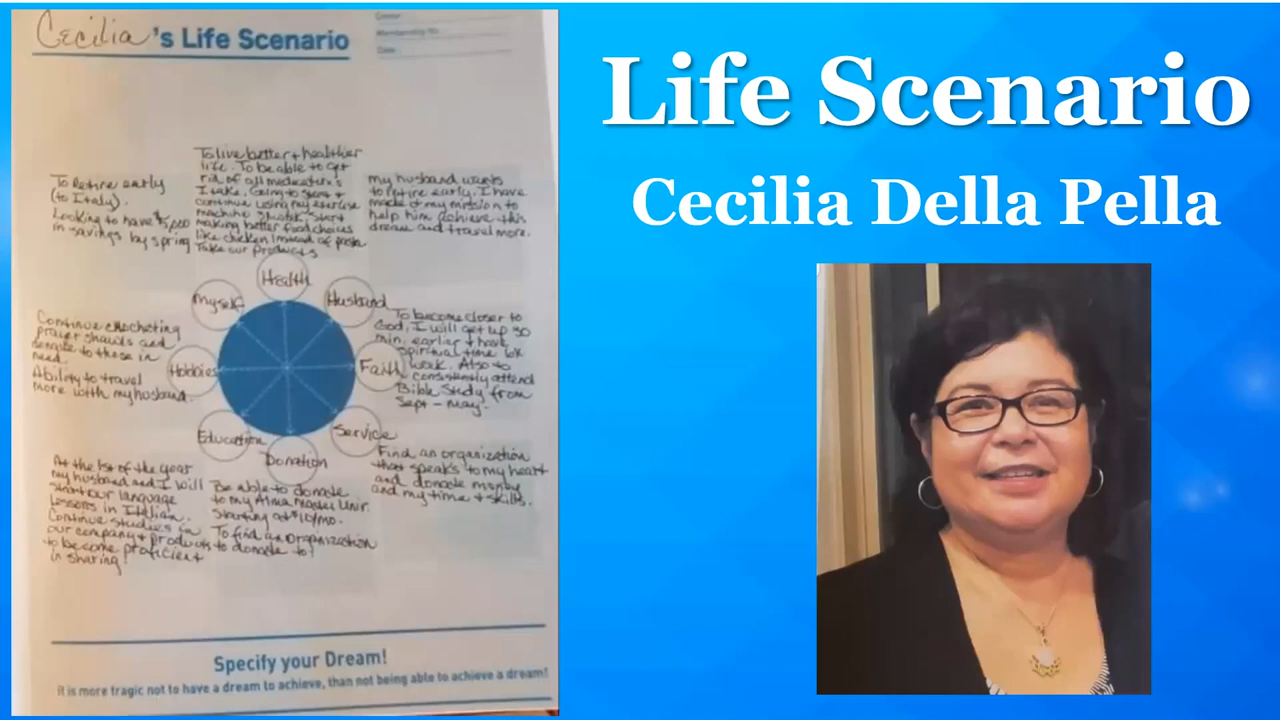 Cecilia 's Life Scenario
Membership No.
Date
Life Scenario
Cecilia Della Pella
To live better + healthier
life. To be able to get
rid of all
I take. Going to start +
continue using my exercise
machine start
making better food choices
like chicken instead of pasta
Take our Products
To Retire early
(to Italy).
Looking to have $5,000
in savings by spring
my husband wants
to retire early. I have
made it my mission to
help him achieve this
dream and travel more.
Health
Myself
Husband
Continue crocheting
prayer shawls and
donate to those in
need.
Ability to travel
more with my husband.
Hobbies
Faith
To become closer to
God, I will get up 30
min. earlier + have
spiritual time
work. Also to
consistently attend
Bible Study from
Sept - May.
Education
Donation
Service
At the 1st of the year
my husband and I will
start our language
lessons in Italian.
Continue studies in
our company + products
to become proficient
in sharing!
Be able to donate
to my Alma Mater Univ.
starting at $10/mo.
To find an organization
to donate to!
Find an organization
that speaks to my heart
and donate money
and my time + skills.
Specify your Dream!
It is more tragic not to have a dream to achieve, than not being able to achieve a dream!